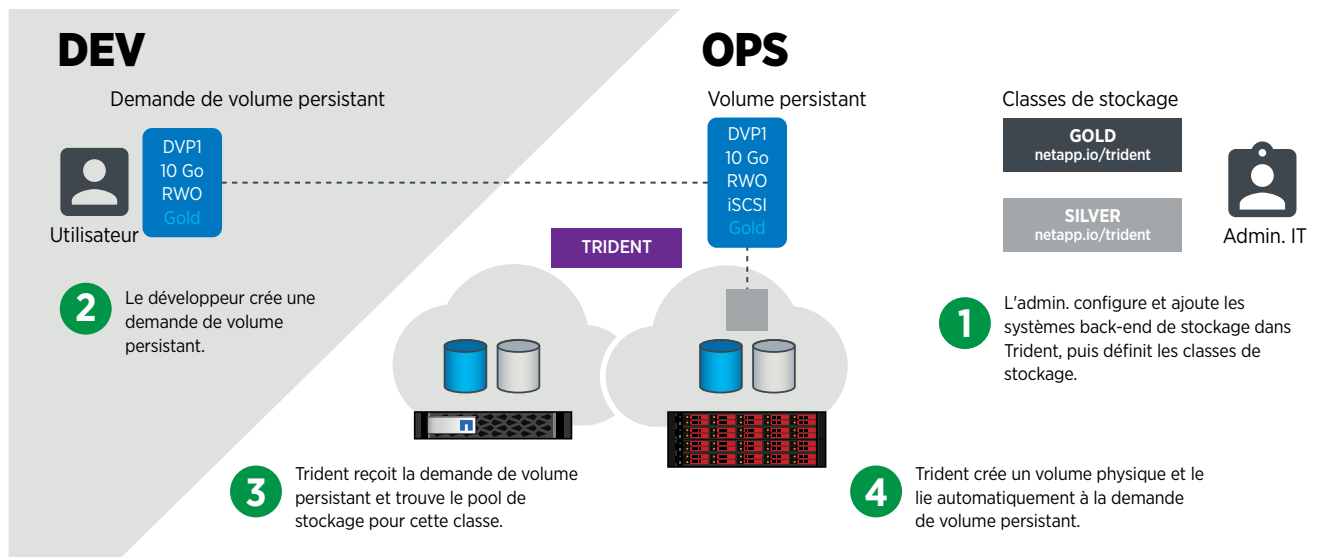 DEV
OPS
Demande de volume persistant
Volume persistant
Classes de stockage
DVP1
10 Go
RWO
Gold
Utilisateur
DVP1
10 Go
RWO
iSCSI
Gold
GOLD
netapp.io/trident
SILVER
netapp.io/trident
Admin. IT
TRIDENT
2
Le développeur crée une
demande de volume
persistant.
1
L'admin. configure et ajoute les
systèmes back-end de stockage dans
Trident, puis définit les classes de
stockage.
3
Trident reçoit la demande de volume
persistant et trouve le pool de
stockage pour cette classe.
4
Trident crée un volume physique et le
lie automatiquement à la demande
de volume persistant.